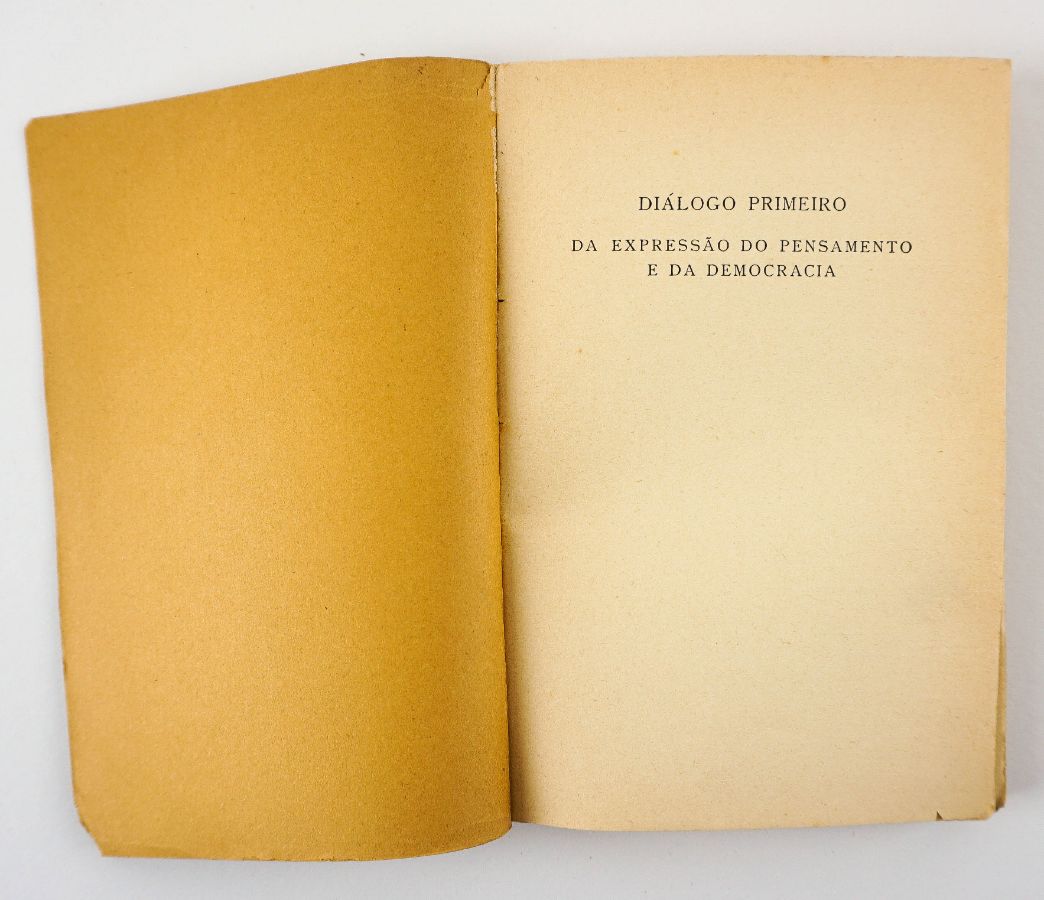 DIÁLOGO PRIMEIRO
DA EXPRESSÃO DO PENSAMENTO
E DA DEMOCRACIA